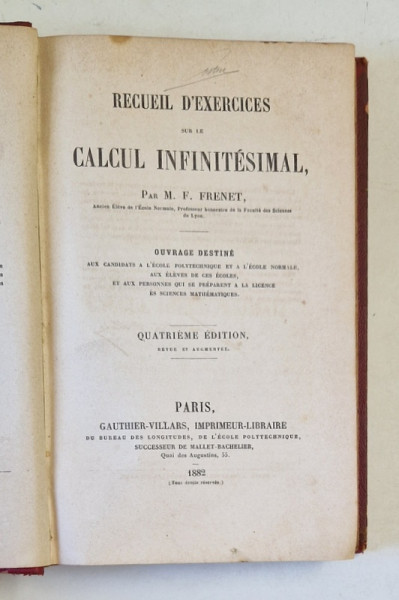 RECUEIL D'EXERCICES
SUR LE
CALCUL INFINITÉSIMAL,
PAR M. F. FRENET,
Ancien Élève de l'École Normale, Professeur honoraire de la Faculté des Sciences
de Lyon.
OUVRAGE DESTINÉ
AUX CANDIDATS A L'ÉCOLE POLYTECHNIQUE ET A L'ÉCOLE NORMALE,
AUX ÉLÈVES DE CES ÉCOLES,
ET AUX PERSONNES QUI SE PRÉPARENT A LA LICENCE
ÈS SCIENCES MATHÉMATIQUES.
QUATRIÈME ÉDITION,
REVUE ET AUGMENTÉE.
PARIS,
GAUTHIER-VILLARS, IMPRIMEUR-LIBRAIRE
DU BUREAU DES LONGITUDES, DE L'ÉCOLE POLYTECHNIQUE,
SUCCESSEUR DE MALLET-BACHELIER,
Quai des Augustins, 55.
1882
(Tous droits réservés.)